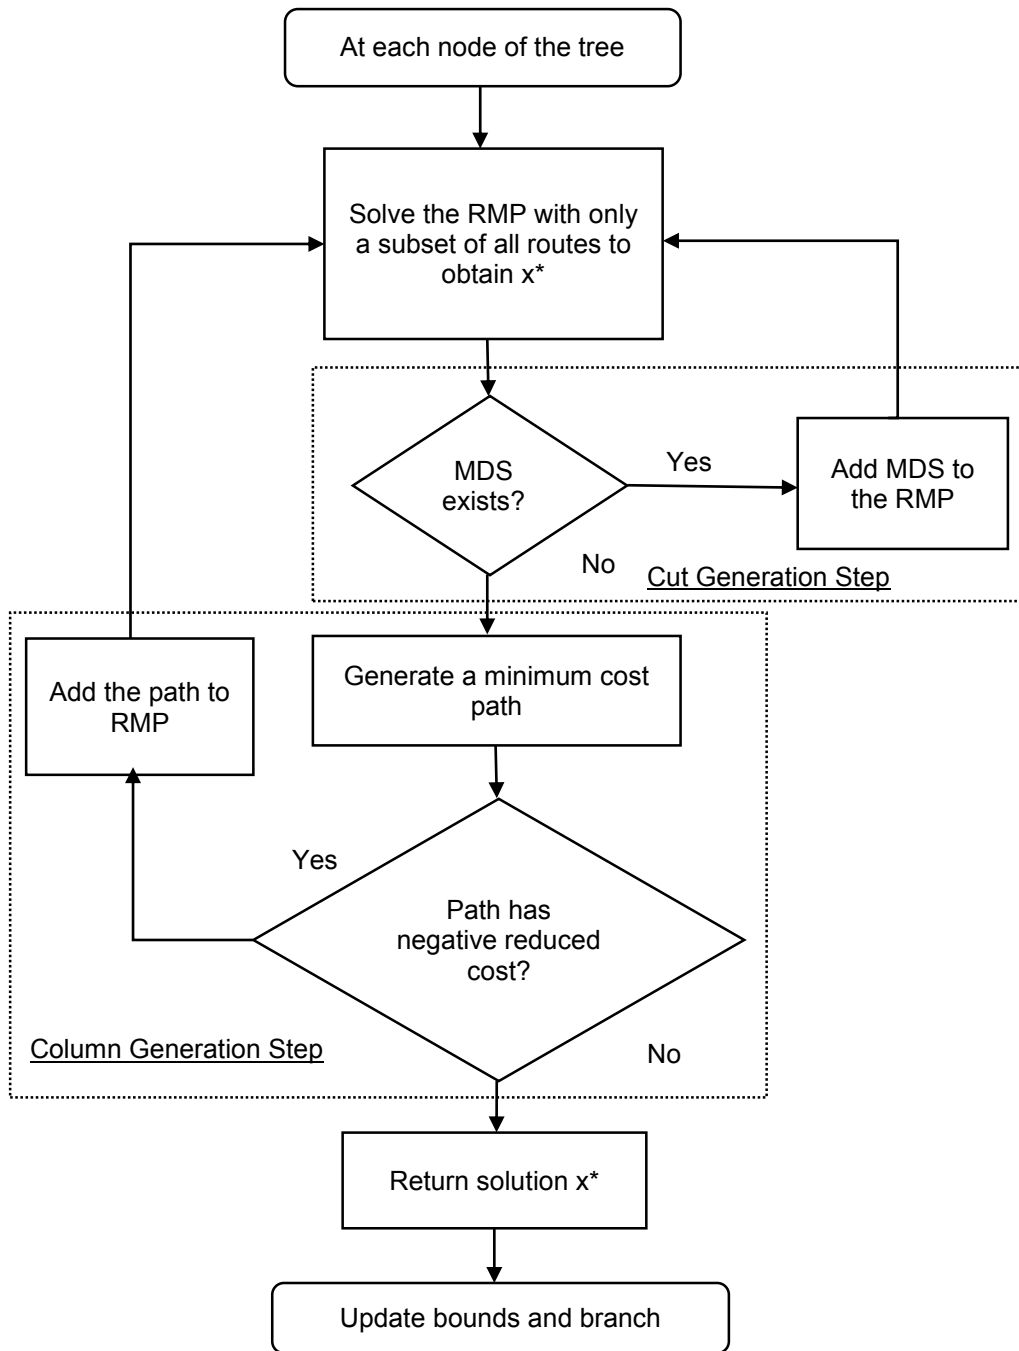 At each node of the tree
Solve the RMP with only
a subset of all routes to
obtain x*
MDS
exists?
Yes
Add MDS to
the RMP
No
Cut Generation Step
Add the path to
RMP
Generate a minimum cost
path
Yes
Path has
negative reduced
cost?
Column Generation Step
No
Return solution x*
Update bounds and branch